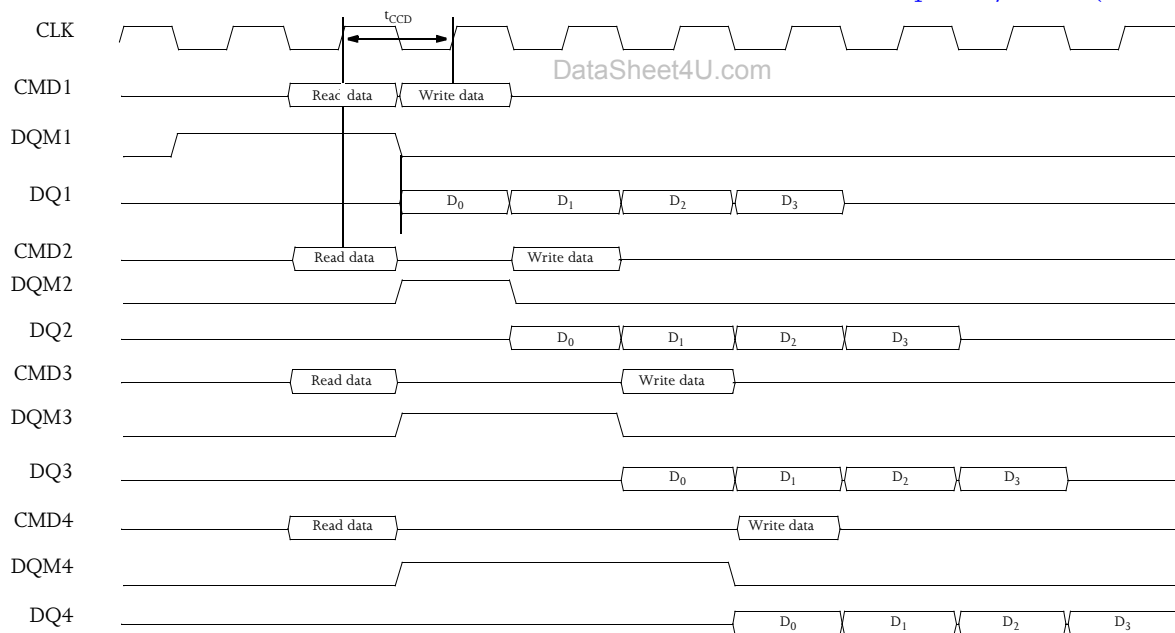 t_CCD
CLK
DataSheet4U.com
CMD1 Read data Write data
DQM1
DQ1 D0 D1 D2 D3
CMD2 Read data Write data
DQM2
DQ2 D0 D1 D2 D3
CMD3 Read data Write data
DQM3
DQ3 D0 D1 D2 D3
CMD4 Read data Write data
DQM4
DQ4 D0 D1 D2 D3